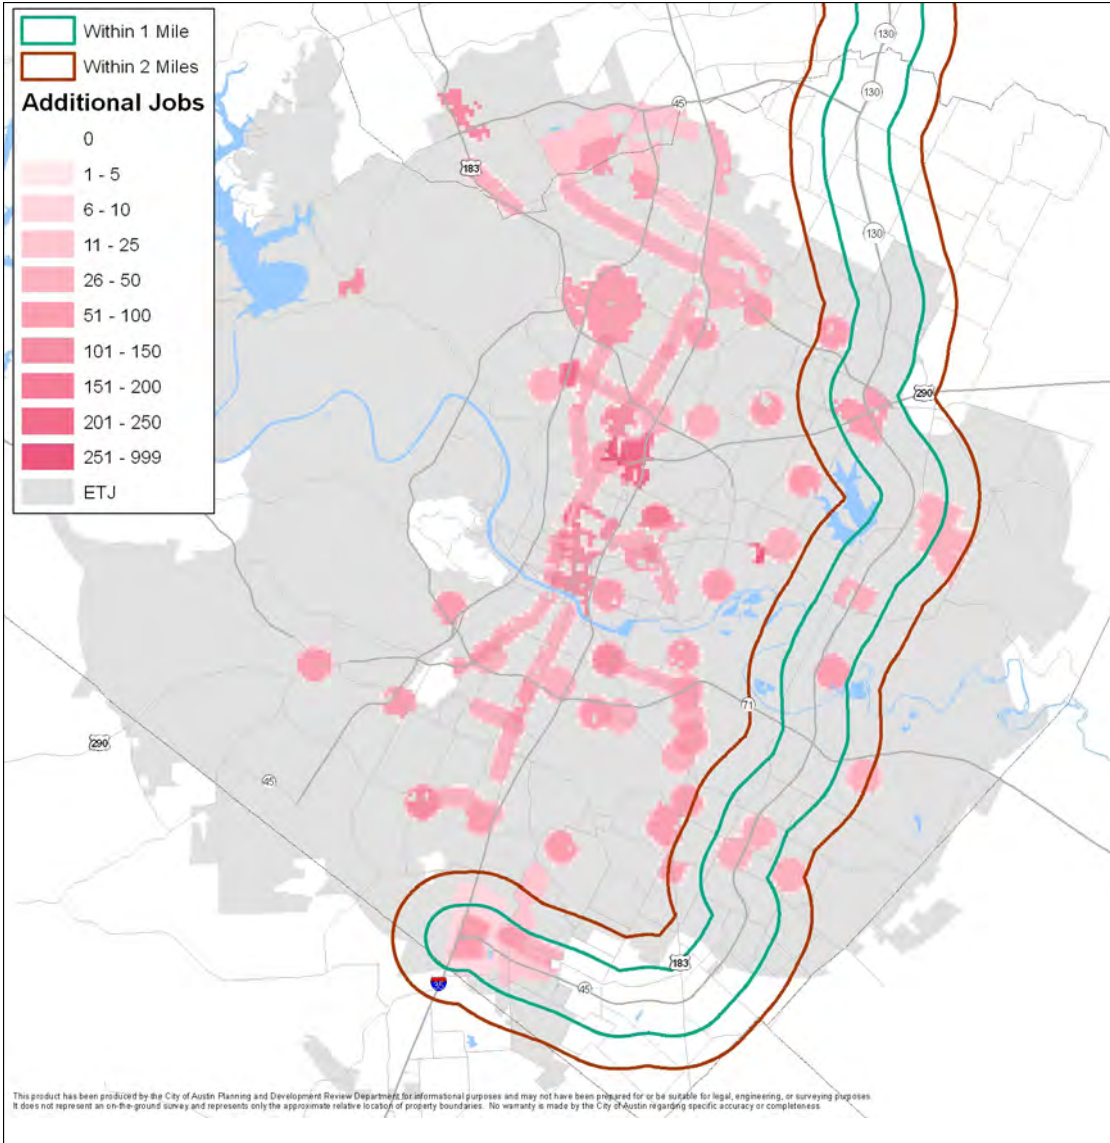 Within 1 Mile
Within 2 Miles
Additional Jobs
0
1 - 5
6 - 10
11 - 25
26 - 50
51 - 100
101 - 150
151 - 200
201 - 250
251 - 999
ETJ
130
130
45
183
130
290
71
290
45
183
35
45
This product has been produced by the City of Austin Planning and Development Review Department for informational purposes and may not have been prepared for or be suitable for legal, engineering, or surveying purposes.
It does not represent an on-the-ground survey and represents only the approximate relative location of property boundaries. No warranty is made by the City of Austin regarding specific accuracy or completeness.